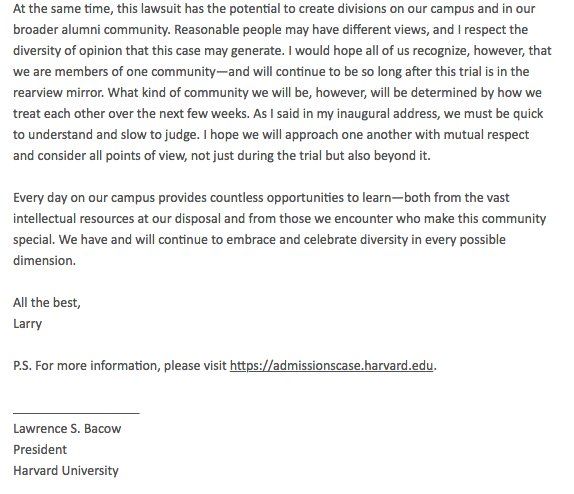 At the same time, this lawsuit has the potential to create divisions on our campus and in our
broader alumni community. Reasonable people may have different views, and I respect the
diversity of opinion that this case may generate. I would hope all of us recognize, however, that
we are members of one community—and will continue to be so long after this trial is in the
rearview mirror. What kind of community we will be, however, will be determined by how we
treat each other over the next few weeks. As I said in my inaugural address, we must be quick
to understand and slow to judge. I hope we will approach one another with mutual respect
and consider all points of view, not just during the trial but also beyond it.
Every day on our campus provides countless opportunities to learn—both from the vast
intellectual resources at our disposal and from those we encounter who make this community
special. We have and will continue to embrace and celebrate diversity in every possible
dimension.
All the best,
Larry
P.S. For more information, please visit https://admissionscase.harvard.edu.
Lawrence S. Bacow
President
Harvard University